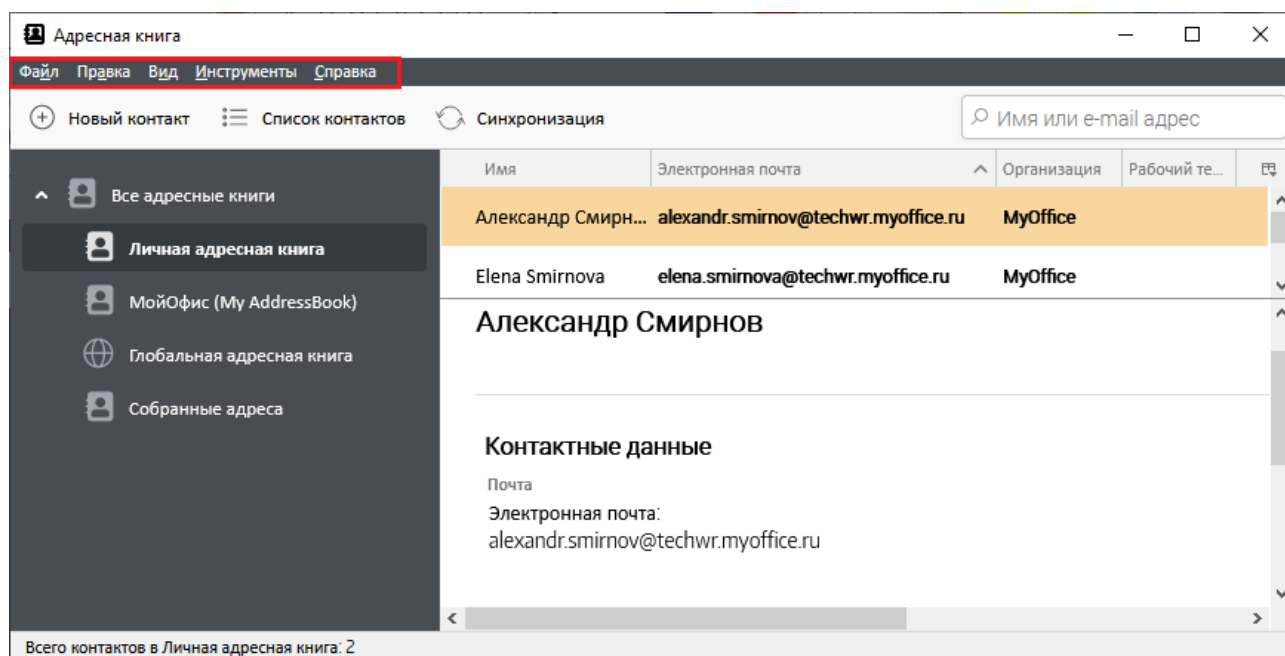 Адресная книга
Файл Правка Вид Инструменты Справка
Новый контакт Список контактов Синхронизация Имя или e-mail адрес
Имя Электронная почта Организация Рабочий те...
Все адресные книги
Александр Смирн... alexandr.smirnov@techwr.myoffice.ru MyOffice
Личная адресная книга
Elena Smirnova elena.smirnova@techwr.myoffice.ru MyOffice
МойОфис (My AddressBook)
Александр Смирнов
Глобальная адресная книга
Собранные адреса
Контактные данные
Почта
Электронная почта:
alexandr.smirnov@techwr.myoffice.ru
Всего контактов в Личная адресная книга: 2